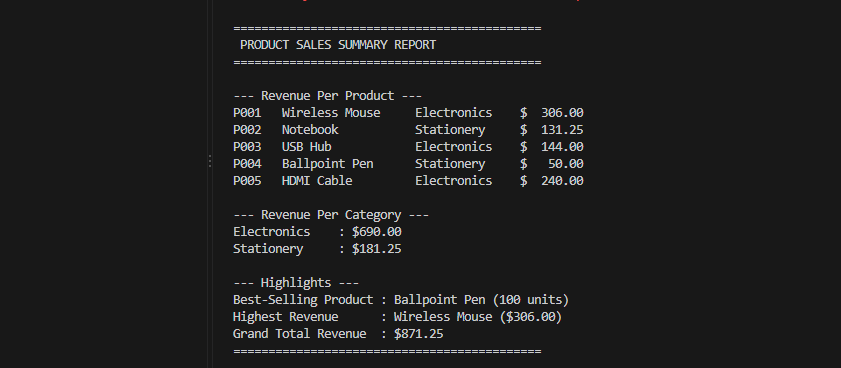 ============================================
 PRODUCT SALES SUMMARY REPORT
============================================

--- Revenue Per Product ---
P001   Wireless Mouse     Electronics    $  306.00
P002   Notebook           Stationery     $  131.25
P003   USB Hub            Electronics    $  144.00
P004   Ballpoint Pen      Stationery     $   50.00
P005   HDMI Cable         Electronics    $  240.00

--- Revenue Per Category ---
Electronics    : $690.00
Stationery     : $181.25

--- Highlights ---
Best-Selling Product : Ballpoint Pen (100 units)
Highest Revenue      : Wireless Mouse ($306.00)
Grand Total Revenue  : $871.25
============================================